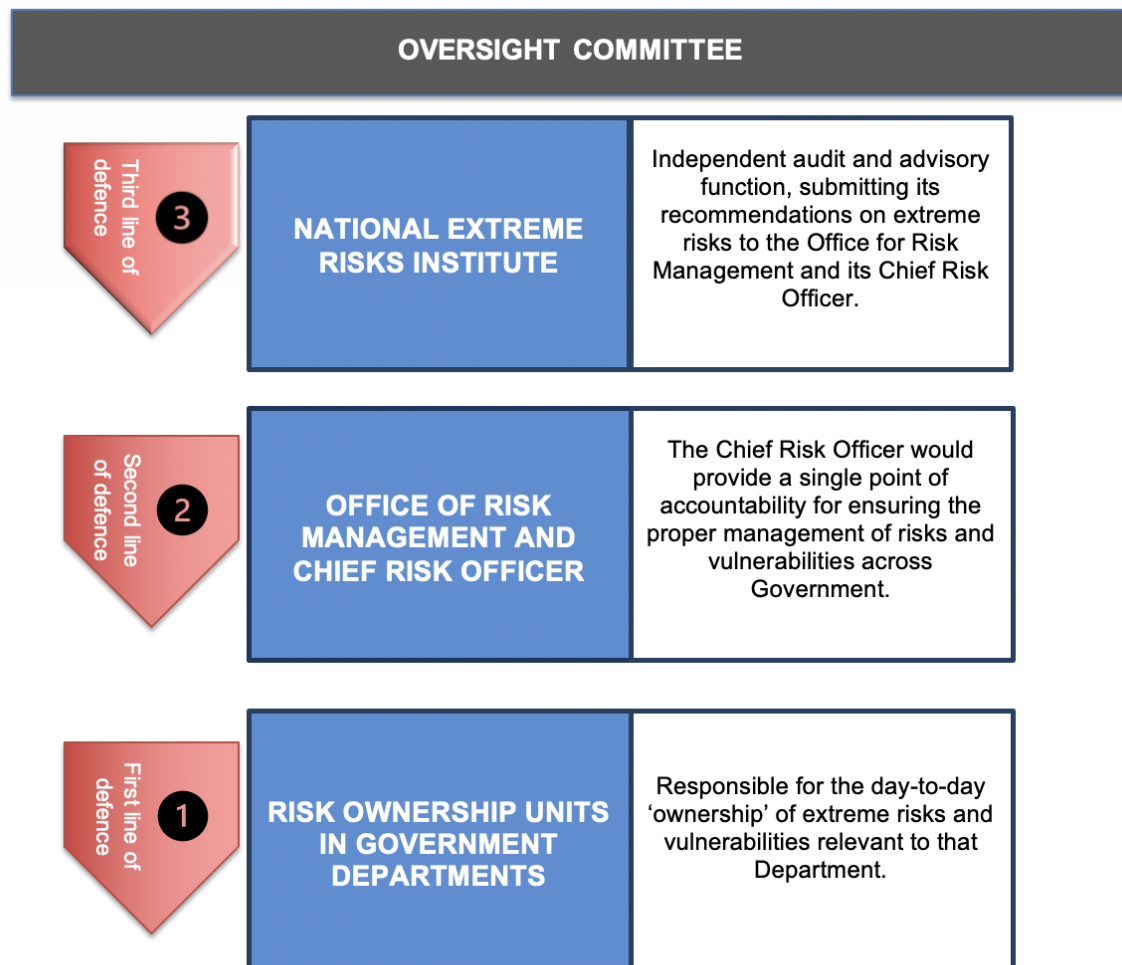 OVERSIGHT COMMITTEE
Third line of
defence
3
NATIONAL EXTREME
RISKS INSTITUTE
Independent audit and advisory
function, submitting its
recommendations on extreme
risks to the Office for Risk
Management and its Chief Risk
Officer.
Second line
of defence
2
OFFICE OF RISK
MANAGEMENT AND
CHIEF RISK OFFICER
The Chief Risk Officer would
provide a single point of
accountability for ensuring the
proper management of risks and
vulnerabilities across
Government.
First line of
defence
1
RISK OWNERSHIP UNITS
IN GOVERNMENT
DEPARTMENTS
Responsible for the day-to-day
‘ownership’ of extreme risks and
vulnerabilities relevant to that
Department.